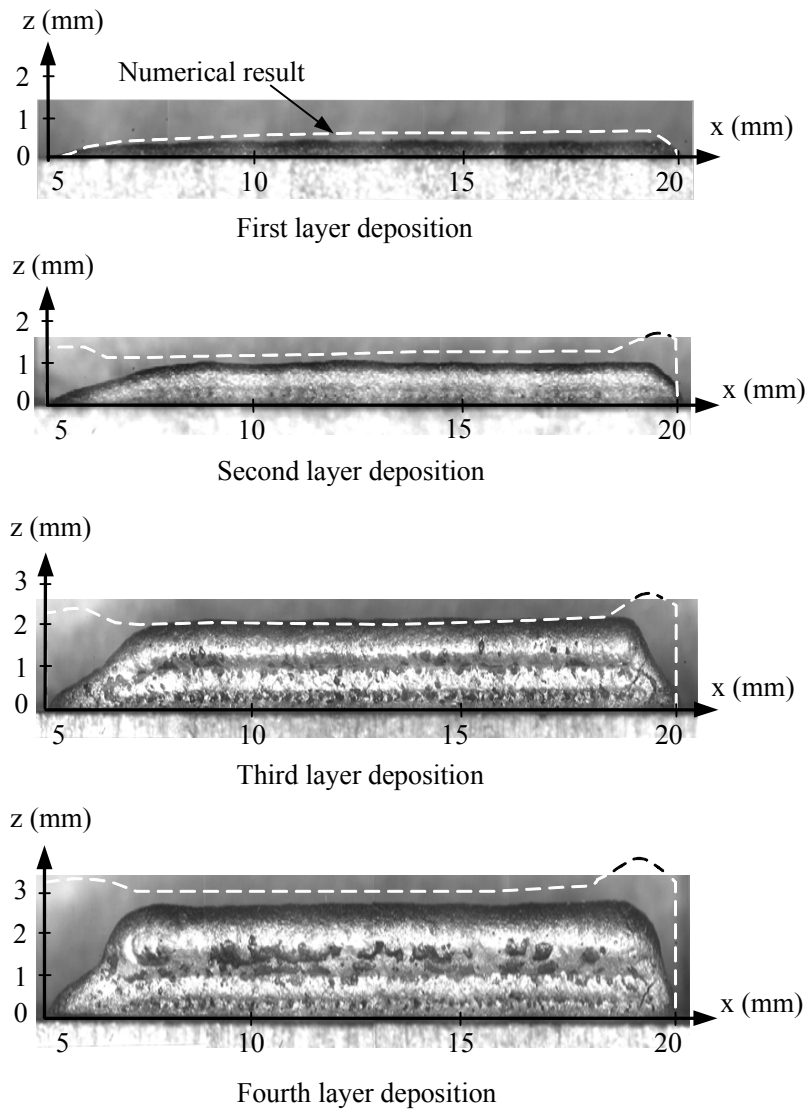 z (mm)
2
Numerical result
1
x (mm)
0
5 10 15 20
First layer deposition
z (mm)
2
1
x (mm)
0
5 10 15 20
Second layer deposition
z (mm)
3
2
1
x (mm)
0
5 10 15 20
Third layer deposition
z (mm)
3
2
1
x (mm)
0
5 10 15 20
Fourth layer deposition